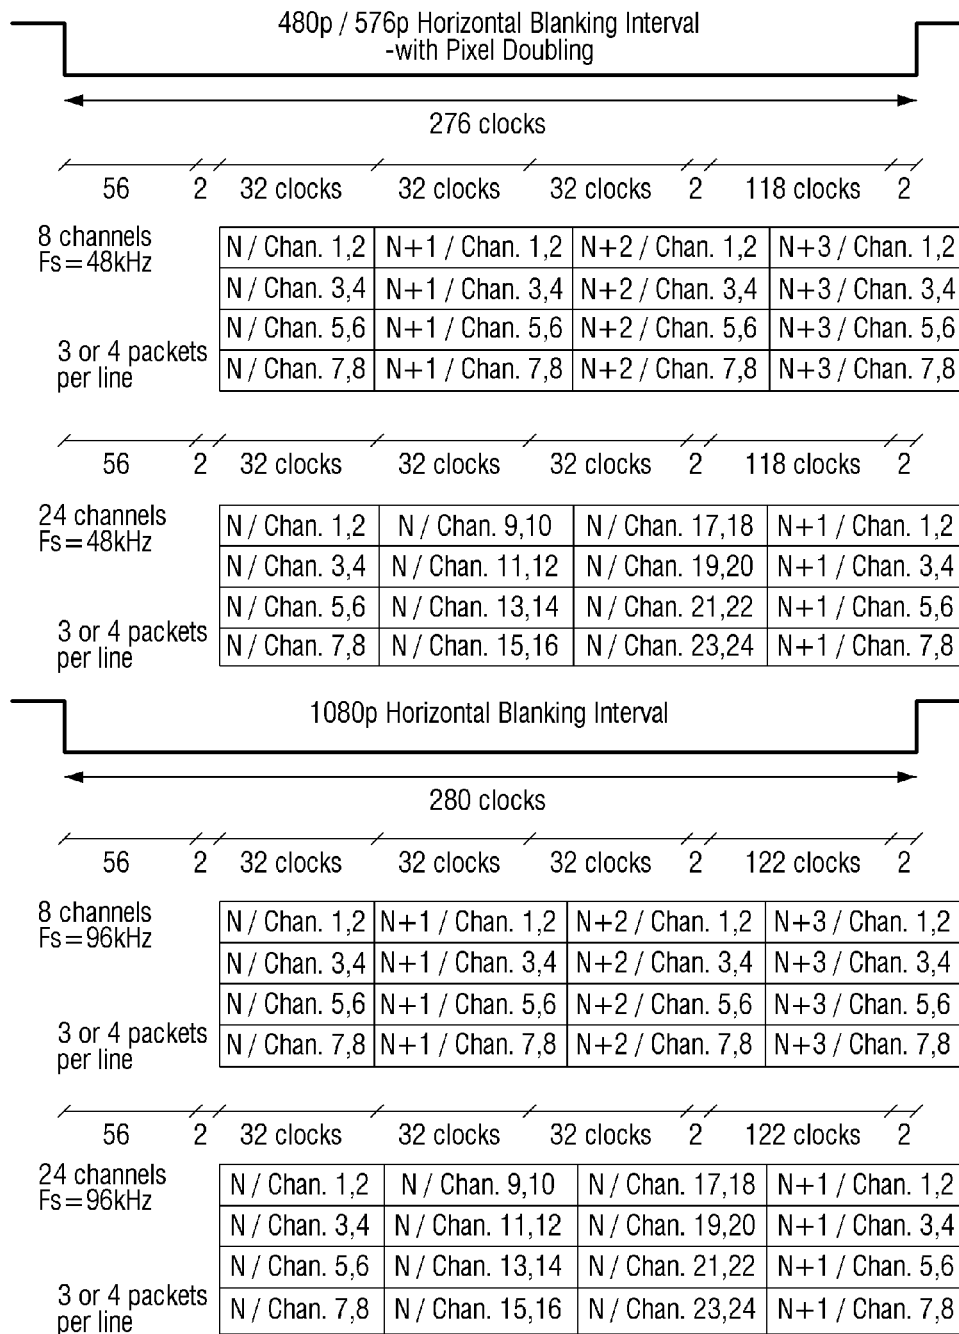 480p / 576p Horizontal Blanking Interval
-with Pixel Doubling
276 clocks
56 2 32 clocks 32 clocks 32 clocks 2 118 clocks 2
8 channels
Fs=48kHz
3 or 4 packets
per line
N / Chan. 1,2 N+1 / Chan. 1,2 N+2 / Chan. 1,2 N+3 / Chan. 1,2
N / Chan. 3,4 N+1 / Chan. 3,4 N+2 / Chan. 3,4 N+3 / Chan. 3,4
N / Chan. 5,6 N+1 / Chan. 5,6 N+2 / Chan. 5,6 N+3 / Chan. 5,6
N / Chan. 7,8 N+1 / Chan. 7,8 N+2 / Chan. 7,8 N+3 / Chan. 7,8
56 2 32 clocks 32 clocks 32 clocks 2 118 clocks 2
24 channels
Fs=48kHz
3 or 4 packets
per line
N / Chan. 1,2 N / Chan. 9,10 N / Chan. 17,18 N+1 / Chan. 1,2
N / Chan. 3,4 N / Chan. 11,12 N / Chan. 19,20 N+1 / Chan. 3,4
N / Chan. 5,6 N / Chan. 13,14 N / Chan. 21,22 N+1 / Chan. 5,6
N / Chan. 7,8 N / Chan. 15,16 N / Chan. 23,24 N+1 / Chan. 7,8
1080p Horizontal Blanking Interval
280 clocks
56 2 32 clocks 32 clocks 32 clocks 2 122 clocks 2
8 channels
Fs=96kHz
3 or 4 packets
per line
N / Chan. 1,2 N+1 / Chan. 1,2 N+2 / Chan. 1,2 N+3 / Chan. 1,2
N / Chan. 3,4 N+1 / Chan. 3,4 N+2 / Chan. 3,4 N+3 / Chan. 3,4
N / Chan. 5,6 N+1 / Chan. 5,6 N+2 / Chan. 5,6 N+3 / Chan. 5,6
N / Chan. 7,8 N+1 / Chan. 7,8 N+2 / Chan. 7,8 N+3 / Chan. 7,8
56 2 32 clocks 32 clocks 32 clocks 2 122 clocks 2
24 channels
Fs=96kHz
3 or 4 packets
per line
N / Chan. 1,2 N / Chan. 9,10 N / Chan. 17,18 N+1 / Chan. 1,2
N / Chan. 3,4 N / Chan. 11,12 N / Chan. 19,20 N+1 / Chan. 3,4
N / Chan. 5,6 N / Chan. 13,14 N / Chan. 21,22 N+1 / Chan. 5,6
N / Chan. 7,8 N / Chan. 15,16 N / Chan. 23,24 N+1 / Chan. 7,8